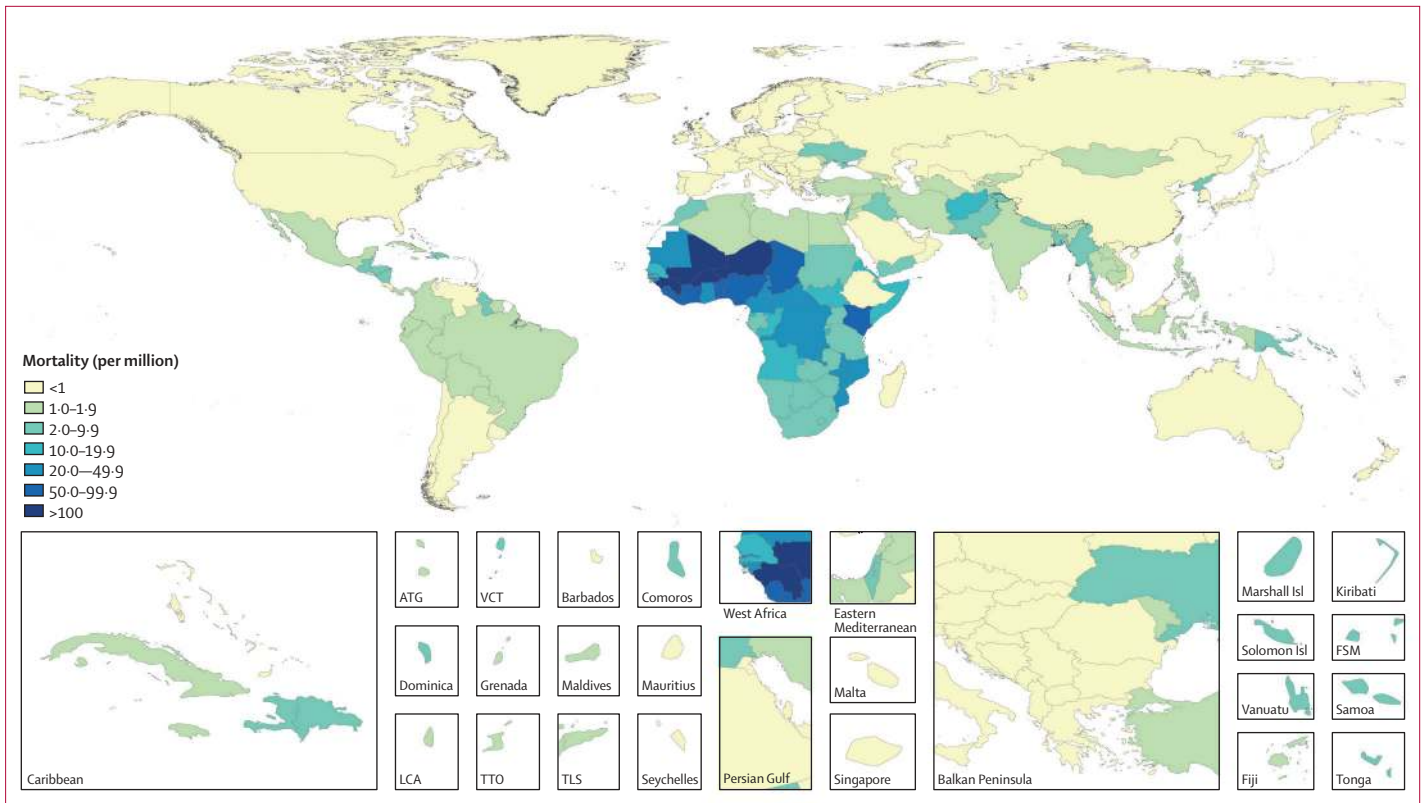 Mortality (per million)
<1
1·0–1·9
2·0–9·9
10·0–19·9
20·0—49·9
50·0–99·9
>100
Caribbean
ATG
VCT
Barbados
Comoros
West Africa
Eastern
Mediterranean
Dominica
Grenada
Maldives
Mauritius
Malta
LCA
TTO
TLS
Seychelles
Persian Gulf
Singapore
Balkan Peninsula
Marshall Isl
Kiribati
Solomon Isl
FSM
Vanuatu
Samoa
Fiji
Tonga